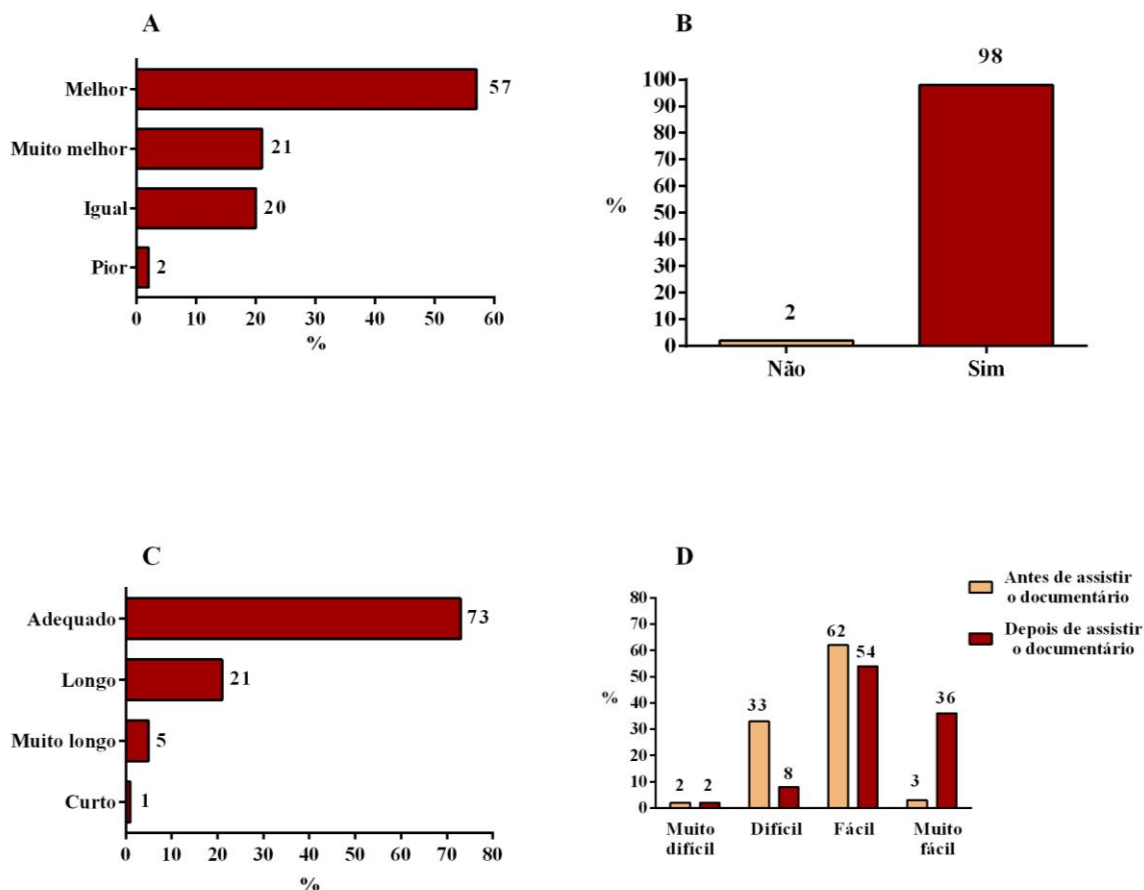 A
Melhor
57
Muito melhor
21
Igual
20
Pior
2
0 10 20 30 40 50 60
%
B
98
100
90
80
70
60
50
40
30
20
10
0
%
2
Não Sim
C
Adequado
73
Longo
21
Muito longo
5
Curto
1
0 10 20 30 40 50 60 70 80
%
D
Antes de assistir
o documentário
Depois de assistir
o documentário
80
70
60
50
40
30
20
10
0
%
2 2 33 8 62 54 3 36
Muito difícil
Difícil
Fácil
Muito fácil